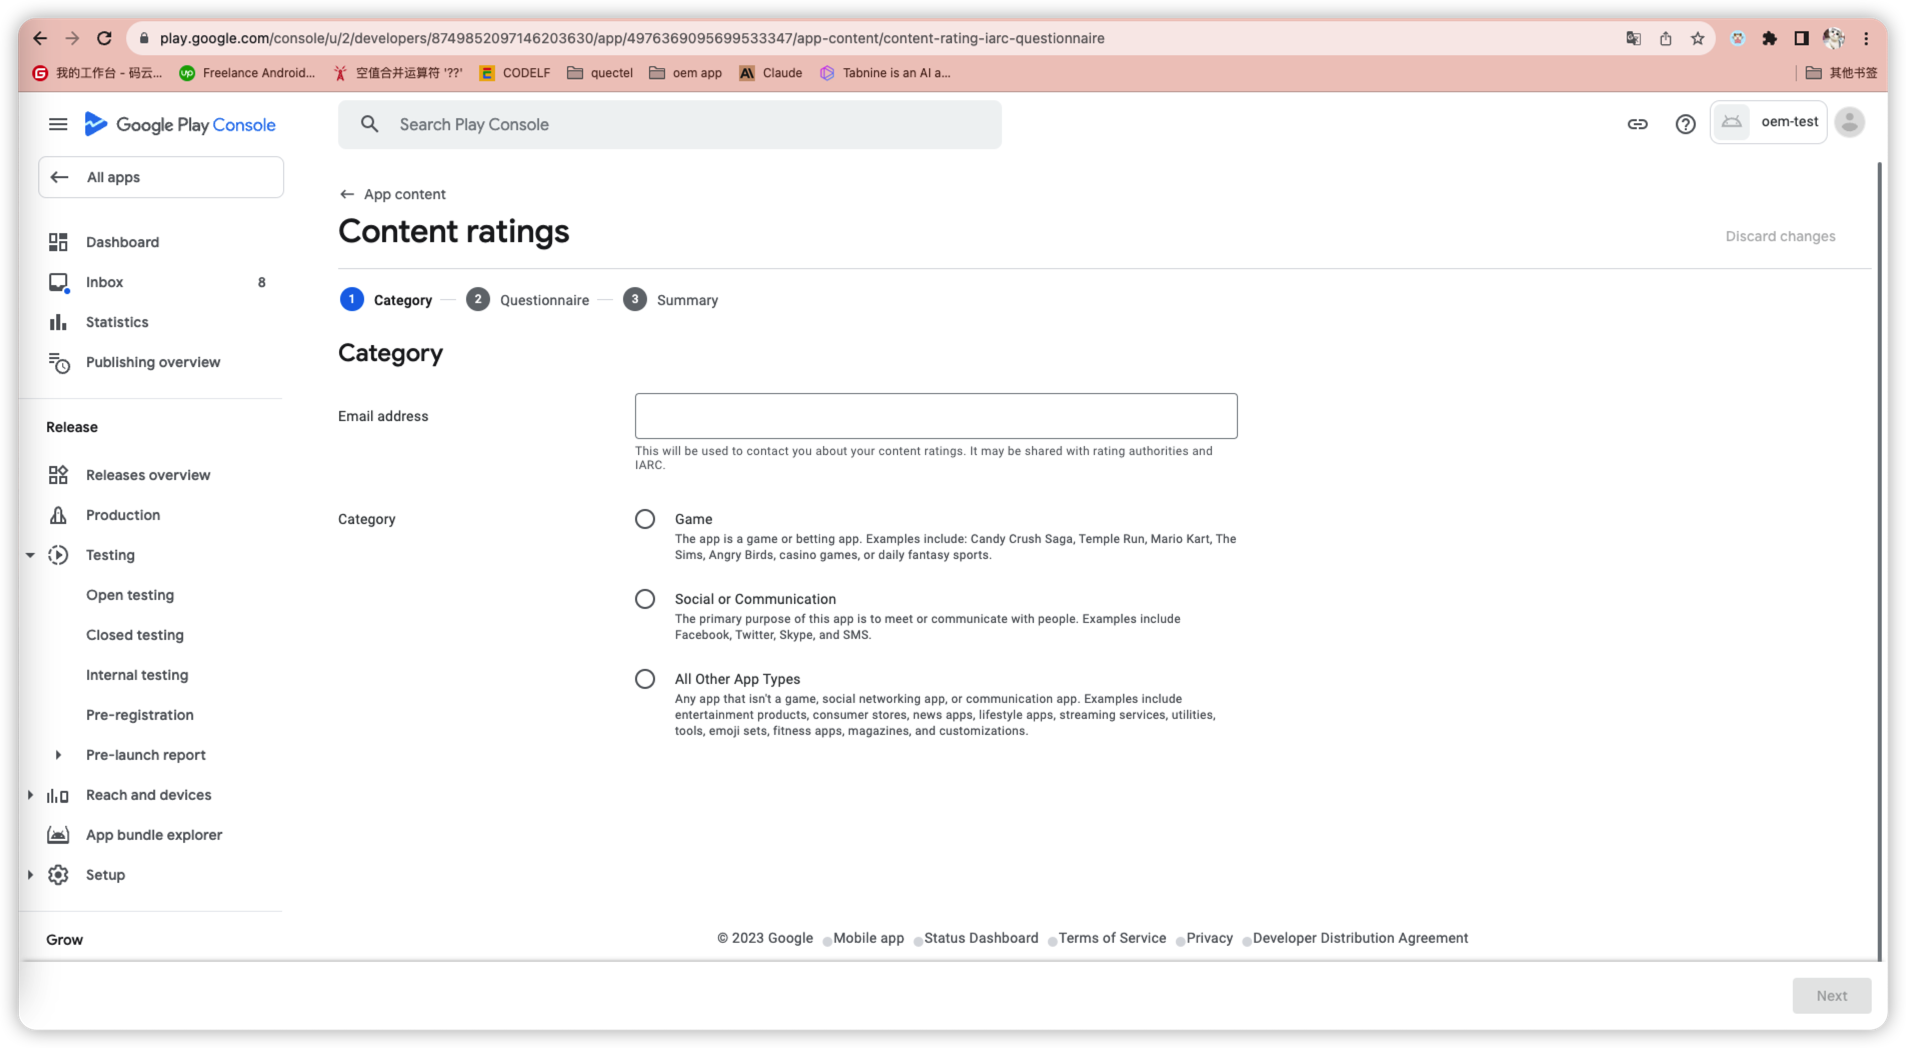 play.google.com/console/u/2/developers/8749852097146203630/app/4976369095699533347/app-content/content-rating-iarc-questionnaire
我的工作台 - 码云... Freelance Android... 空值合并运算符 '??' CODELF quectel oem app Claude Tabnine is an AI a... 其他书签
Google Play Console
Search Play Console
oem-test
All apps
Dashboard
Inbox 8
Statistics
Publishing overview
Release
Releases overview
Production
Testing
Open testing
Closed testing
Internal testing
Pre-registration
Pre-launch report
Reach and devices
App bundle explorer
Setup
Grow
App content
Content ratings
Discard changes
1 Category 2 Questionnaire 3 Summary
Category
Email address
This will be used to contact you about your content ratings. It may be shared with rating authorities and
IARC.
Category
Game
The app is a game or betting app. Examples include: Candy Crush Saga, Temple Run, Mario Kart, The
Sims, Angry Birds, casino games, or daily fantasy sports.
Social or Communication
The primary purpose of this app is to meet or communicate with people. Examples include
Facebook, Twitter, Skype, and SMS.
All Other App Types
Any app that isn't a game, social networking app, or communication app. Examples include
entertainment products, consumer stores, news apps, lifestyle apps, streaming services, utilities,
tools, emoji sets, fitness apps, magazines, and customizations.
© 2023 Google Mobile app Status Dashboard Terms of Service Privacy Developer Distribution Agreement
Next